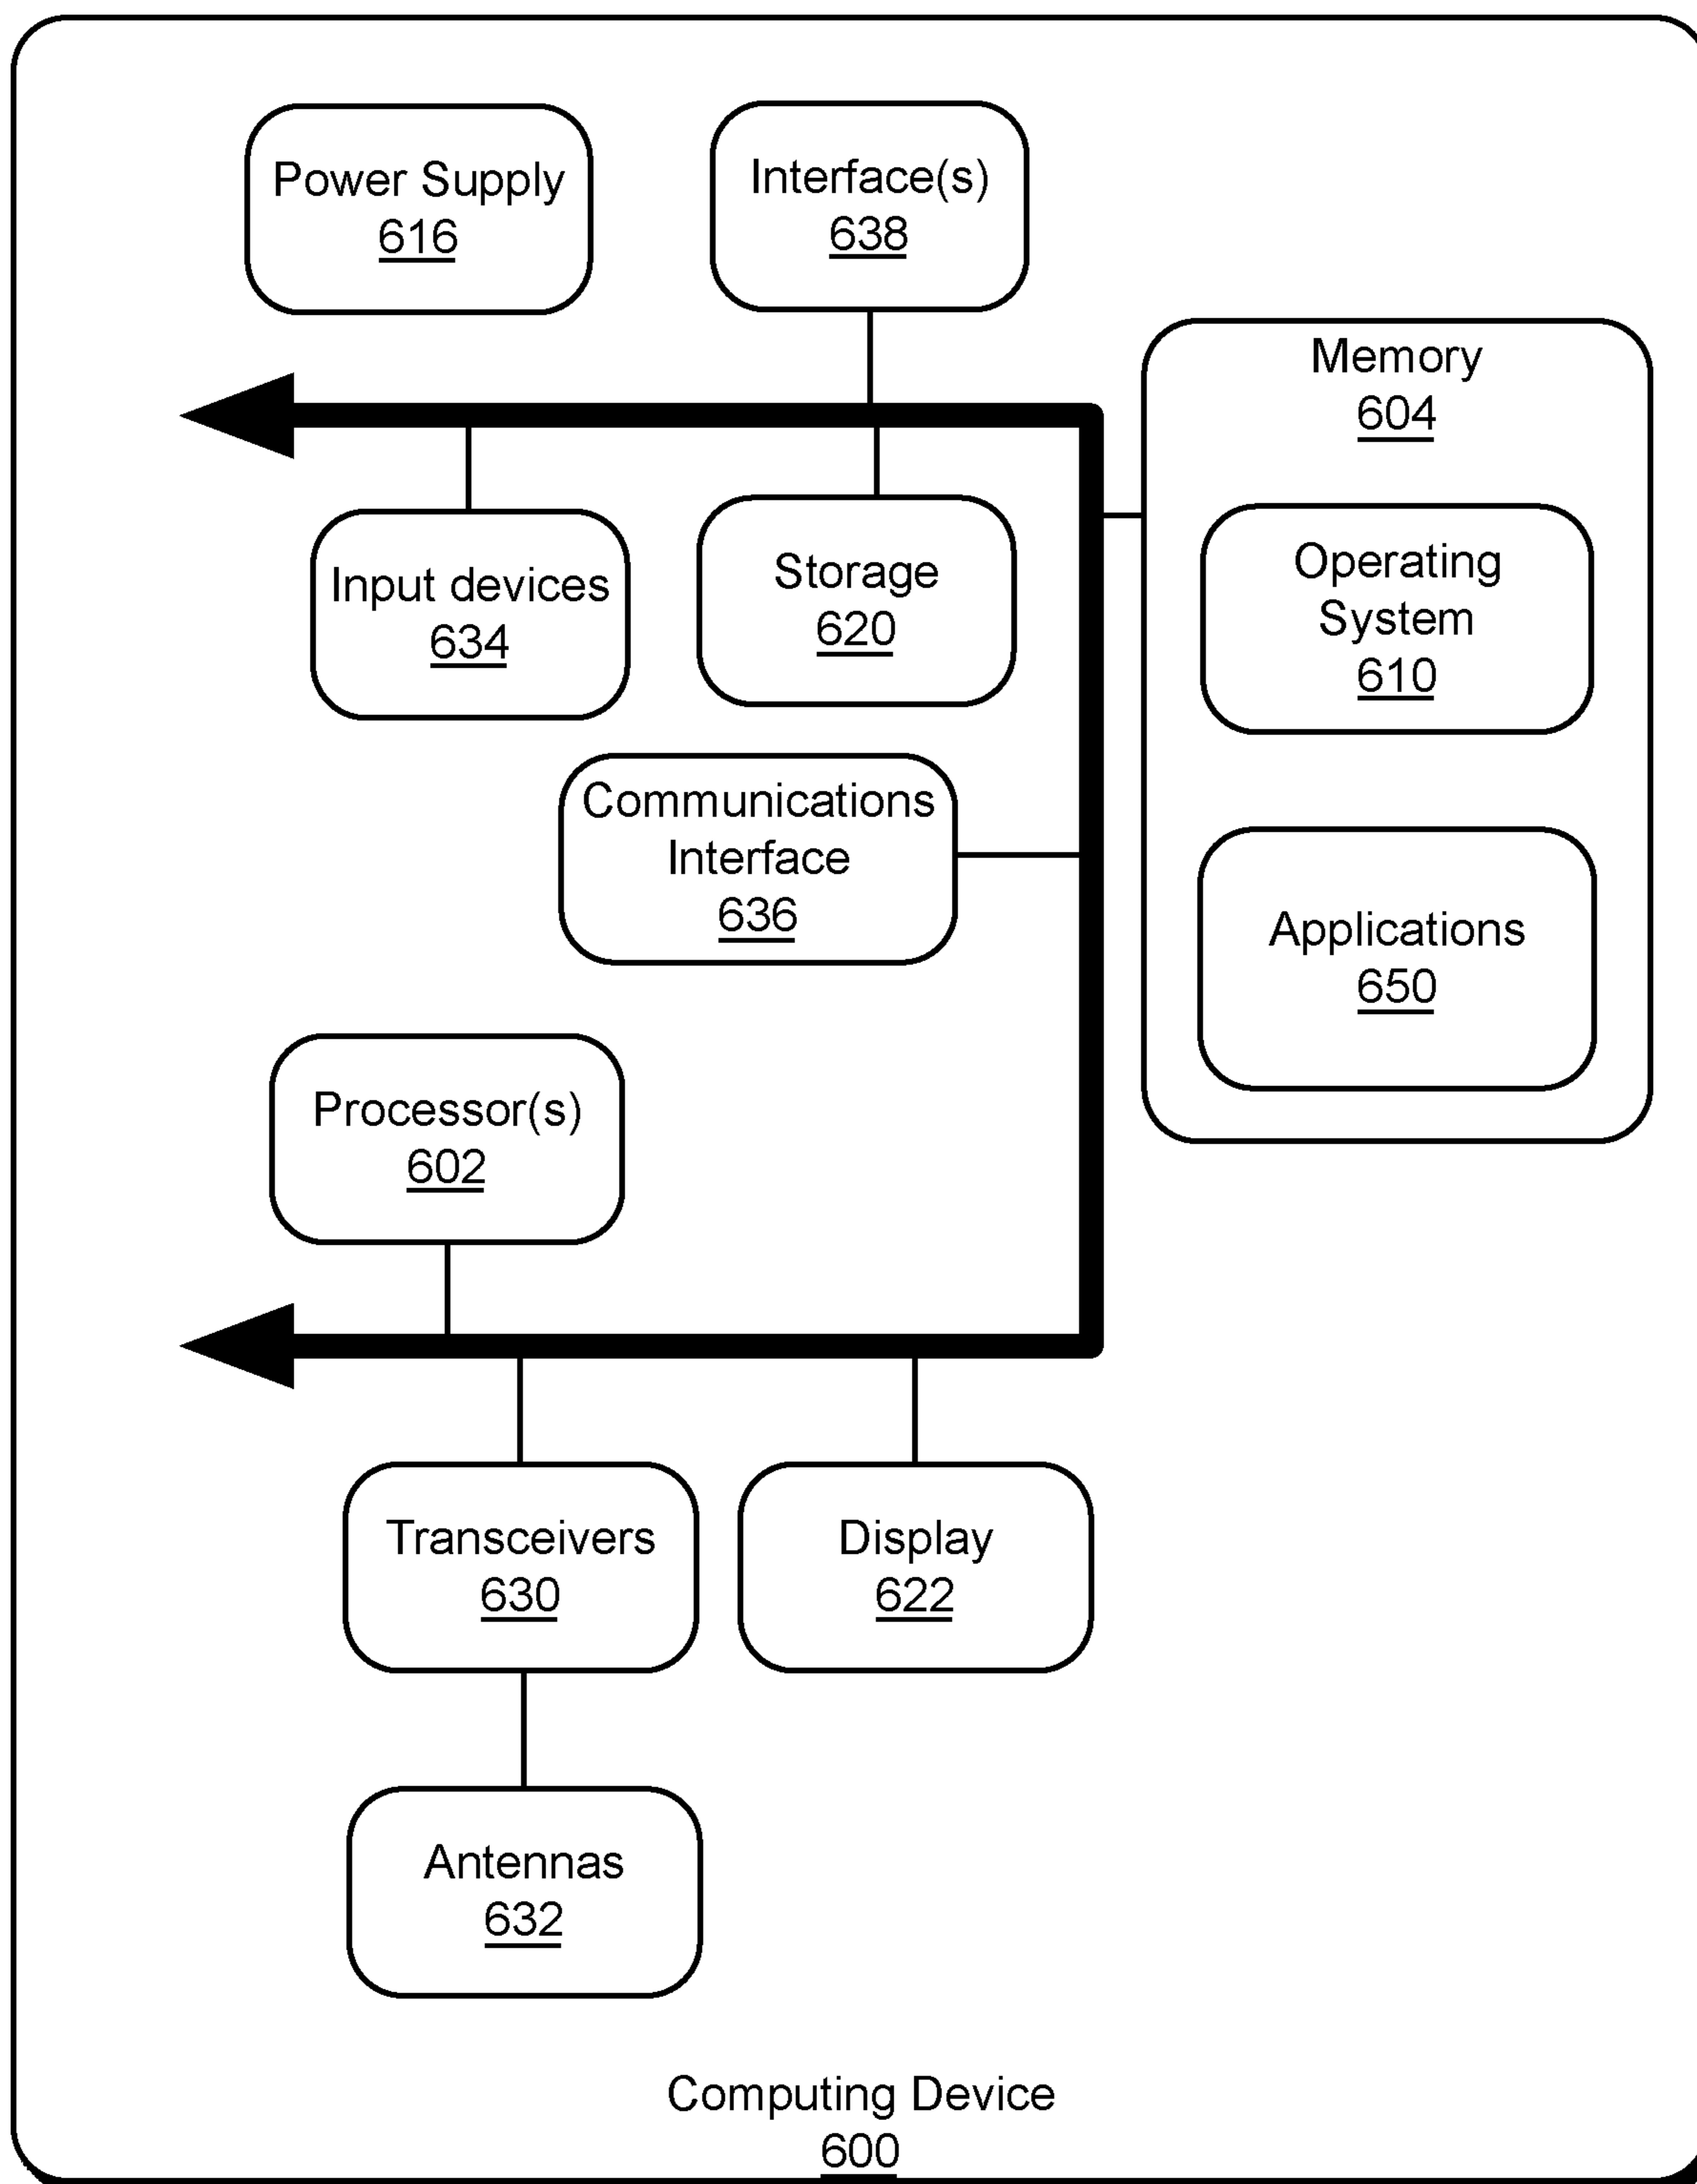 Power Supply
616
Interface(s)
638
Memory
604
Input devices
634
Storage
620
Operating
System
610
Communications
Interface
636
Applications
650
Processor(s)
602
Transceivers
630
Display
622
Antennas
632
Computing Device
600